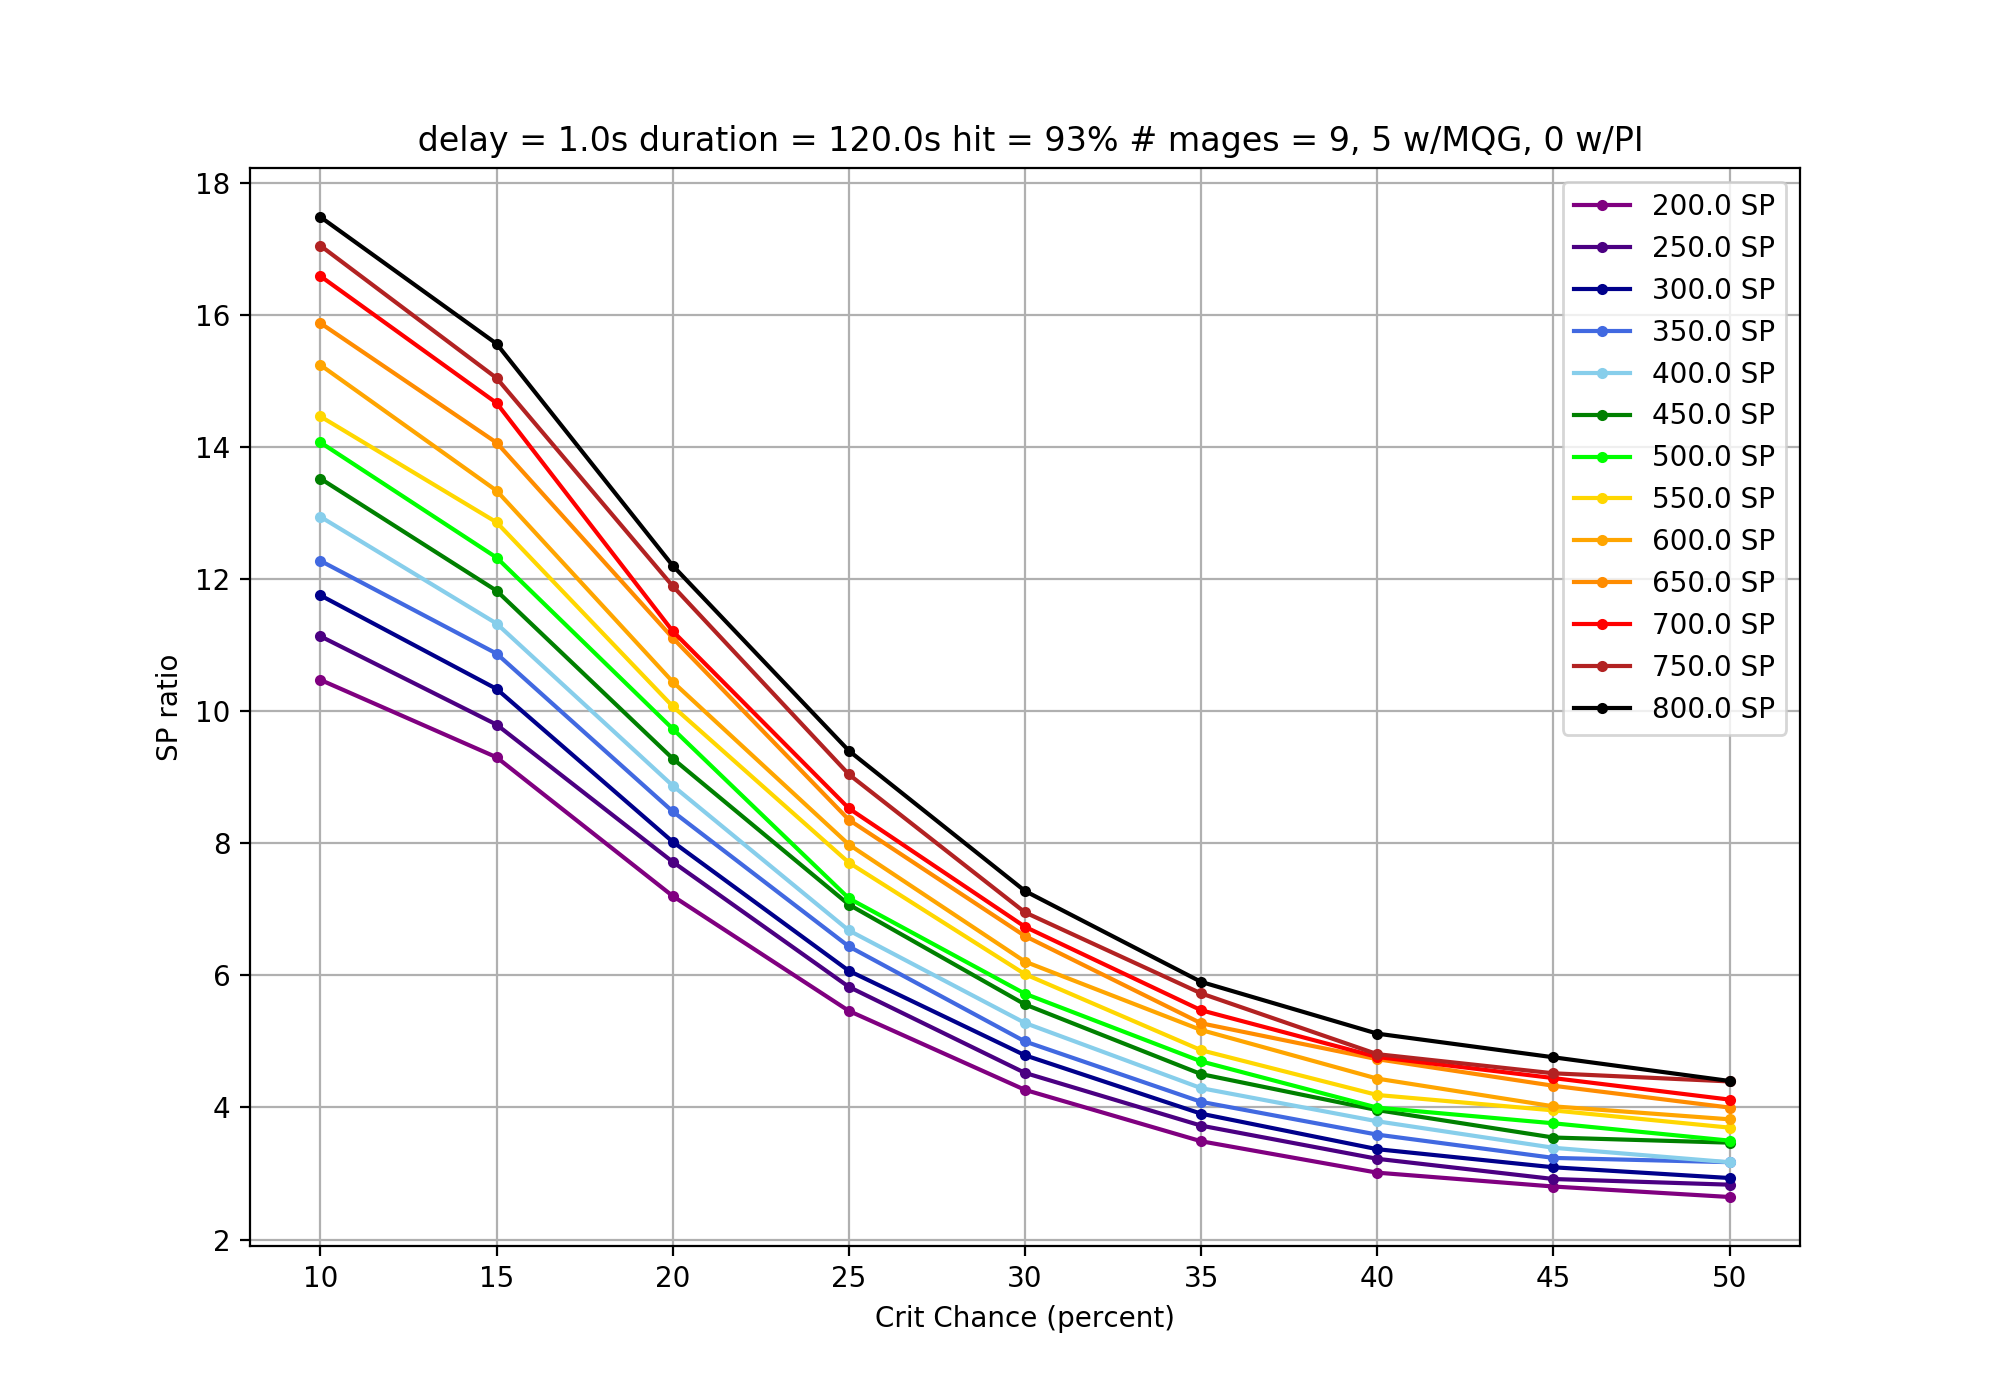 delay = 1.0s duration = 120.0s hit = 93% # mages = 9, 5 w/MQG, 0 w/PI
18
16
14
12
10
8
6
4
2
SP ratio
200.0 SP
250.0 SP
300.0 SP
350.0 SP
400.0 SP
450.0 SP
500.0 SP
550.0 SP
600.0 SP
650.0 SP
700.0 SP
750.0 SP
800.0 SP
10 15 20 25 30 35 40 45 50
Crit Chance (percent)